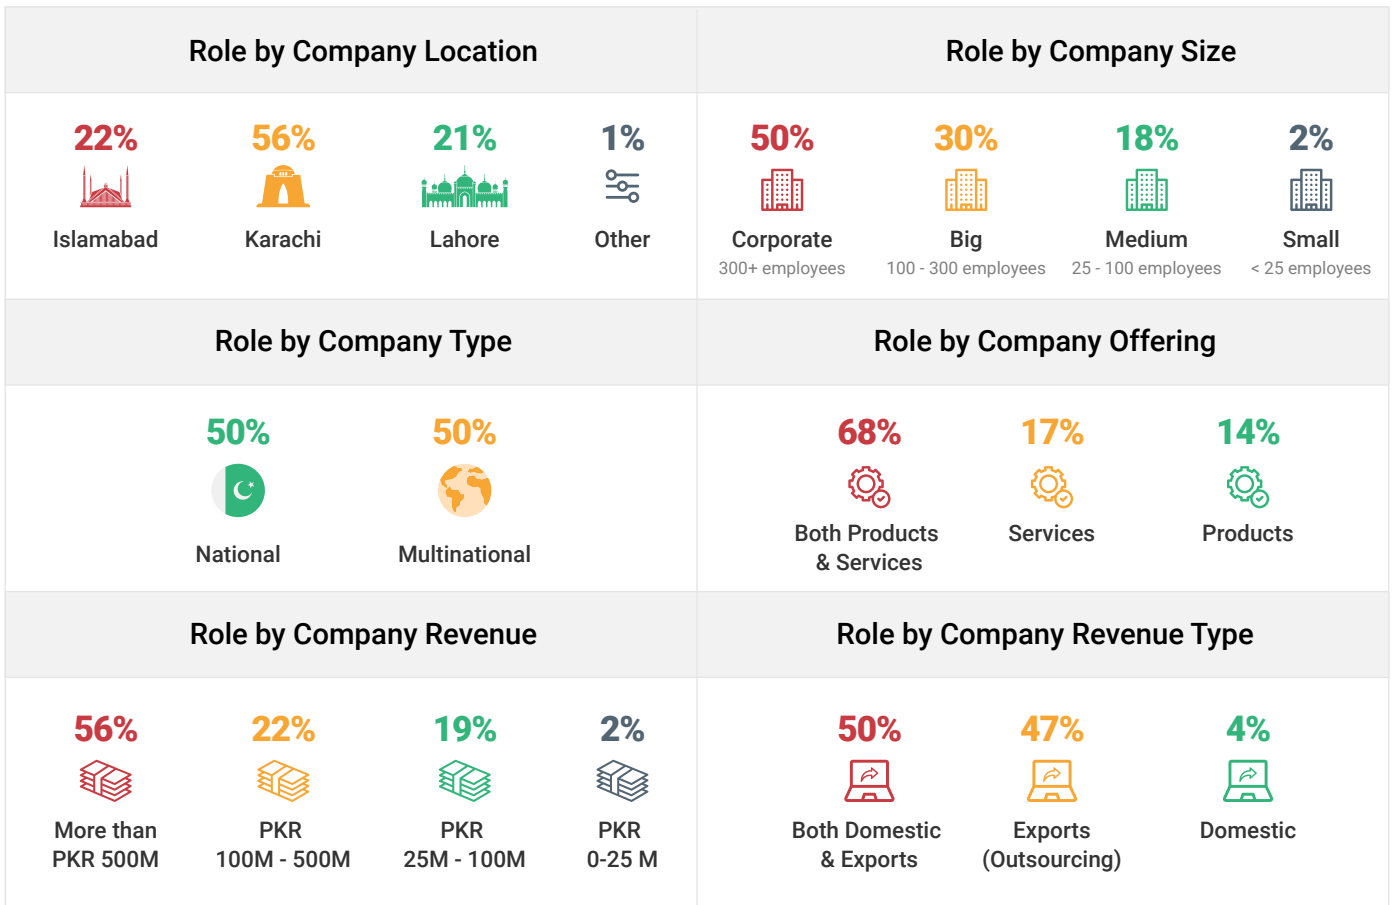 Role by Company Location
22%
56%
21%
1%
Islamabad
Karachi
Lahore
Other
Role by Company Size
50%
30%
18%
2%
Corporate
Big
Medium
Small
300+ employees
100 - 300 employees
25 - 100 employees
< 25 employees
Role by Company Type
50%
50%
National
Multinational
Role by Company Offering
68%
17%
14%
Both Products
& Services
Services
Products
Role by Company Revenue
56%
22%
19%
2%
More than
PKR 500M
PKR
100M - 500M
PKR
25M - 100M
PKR
0-25 M
Role by Company Revenue Type
50%
47%
4%
Both Domestic
& Exports
Exports
(Outsourcing)
Domestic